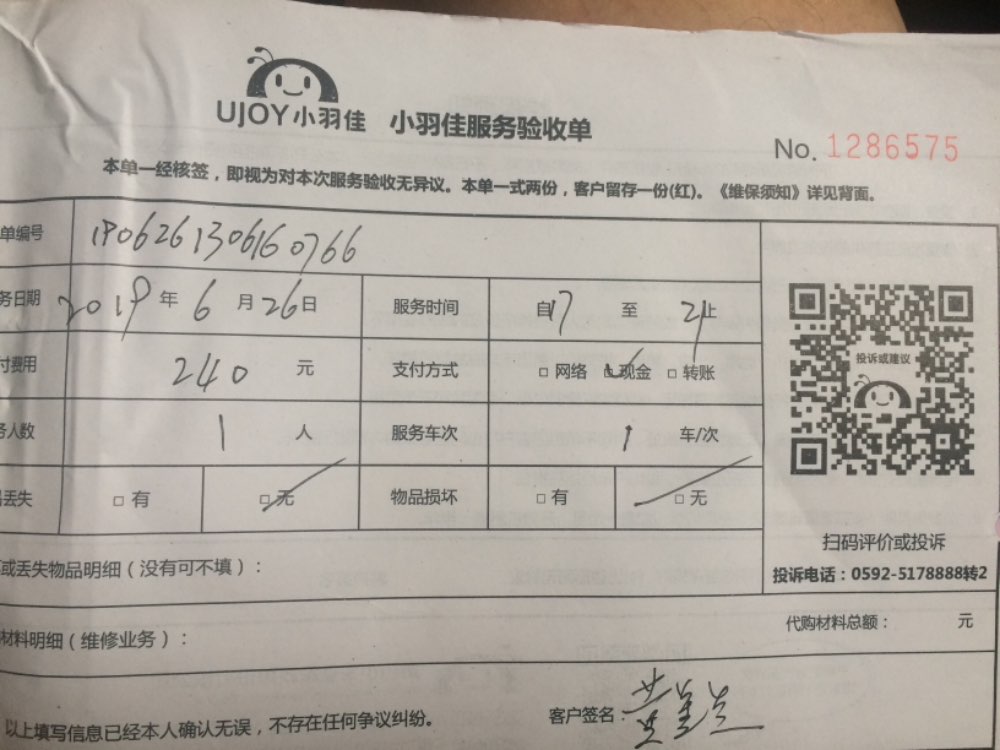 UJOY小羽佳 小羽佳服务验收单
No. 1286575
本单一经核签，即视为对本次服务验收无异议。本单一式两份，客户留存一份(红)。《维保须知》详见背面。
单编号 1906261306160766
务日期 2019年6月26日 服务时间 自17至21止
付费用 240元 支付方式 □网络 □现金 □转账
务人数 1人 服务车次 1车/次
丢失 □有 □无 物品损坏 □有 □无
投诉或建议
扫码评价或投诉
投诉电话：0592-5178888转2
或丢失物品明细（没有可不填）：
材料明细（维修业务）：
代购材料总额： 元
以上填写信息已经本人确认无误，不存在任何争议纠纷。 客户签名：